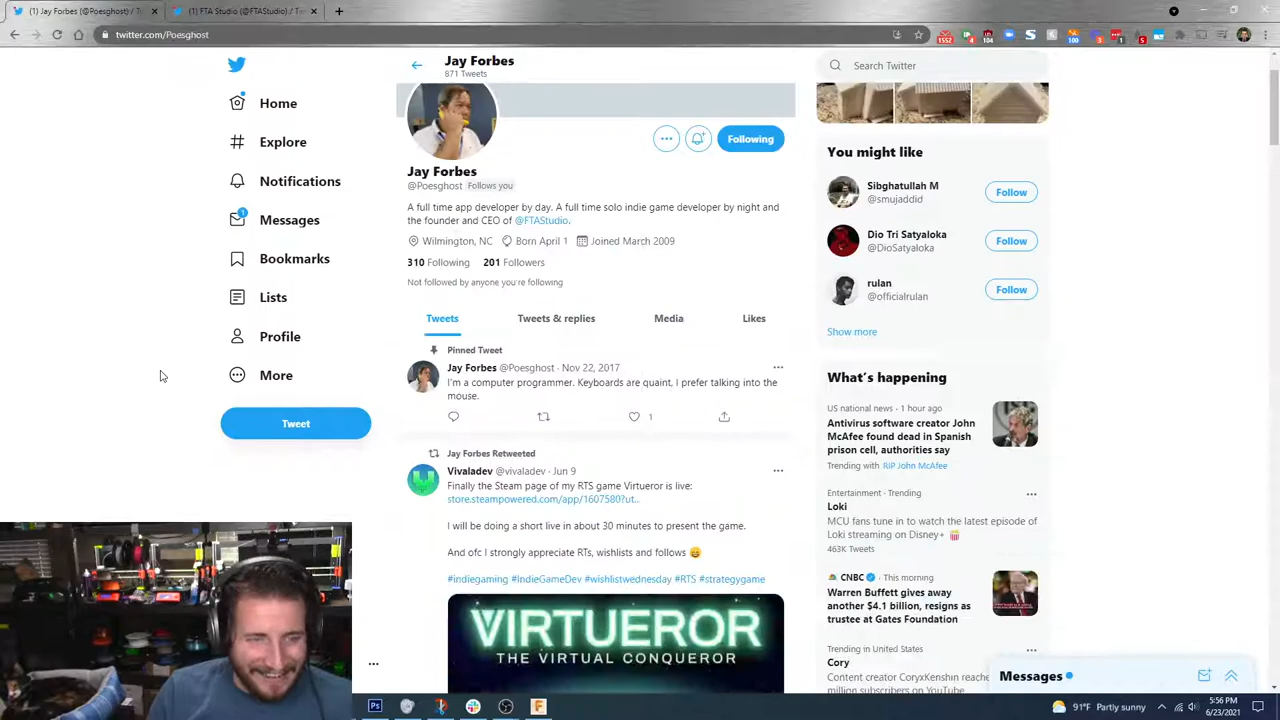 (1) Jay Forbes (@Poesghost) / Tw
(1) FTA Studio (@FTAStudio) / T
twitter.com/Poesghost
Jay Forbes
871 Tweets
Search Twitter
Home
Explore
Notifications
1
Messages
Bookmarks
Lists
Profile
More
Tweet
Following
Jay Forbes
@Poesghost Follows you
A full time app developer by day. A full time solo indie game developer by night and
the founder and CEO of @FTAStudio.
Wilmington, NC Born April 1 Joined March 2009
310 Following 201 Followers
Not followed by anyone you're following
Tweets Tweets & replies Media Likes
Pinned Tweet
Jay Forbes @Poesghost · Nov 22, 2017
I'm a computer programmer. Keyboards are quaint, I prefer talking into the
mouse.
1
Jay Forbes Retweeted
Vivaladev @vivaladev · Jun 9
Finally the Steam page of my RTS game Virtueror is live:
store.steampowered.com/app/1607580?ut...
I will be doing a short live in about 30 minutes to present the game.
And ofc I strongly appreciate RTs, wishlists and follows
#indiegaming #IndieGameDev #wishlistwednesday #RTS #strategygame
VIRTUEROR
THE VIRTUAL CONQUEROR
You might like
Sibghatullah M
@smujaddid
Follow
Dio Tri Satyaloka
@DioSatyaloka
Follow
rulan
@officialrulan
Follow
Show more
What's happening
US national news · 1 hour ago
Antivirus software creator John
McAfee found dead in Spanish
prison cell, authorities say
Trending with RIP John McAfee
Entertainment · Trending
Loki
MCU fans tune in to watch the latest episode of
Loki streaming on Disney+
463K Tweets
CNBC · This morning
Warren Buffett gives away
another $4.1 billion, resigns as
trustee at Gates Foundation
Trending in United States
Cory
Content creator CoryxKenshin reache
million subscribers on YouTube
Messages
Ps
F
91°F Partly sunny
5:56 PM
6/23/2021